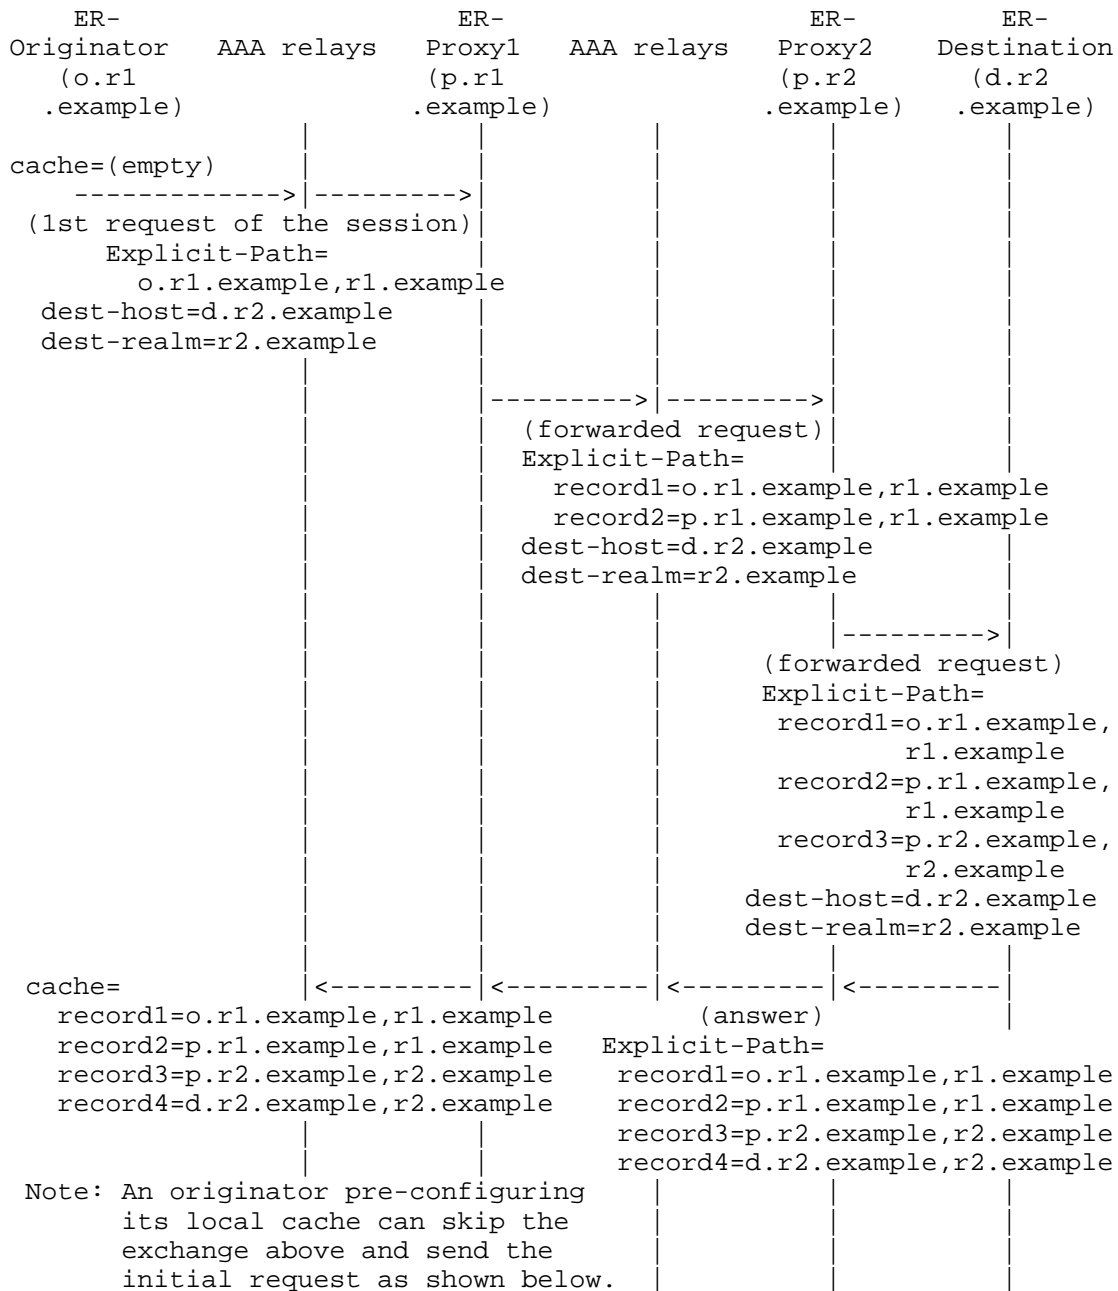 ER-                       ER-                     ER-         ER-
Originator   AAA relays   Proxy1   AAA relays   Proxy2   Destination
(o.r1                  (p.r1                  (p.r2       (d.r2
.example)              .example)             .example)   .example)
cache=(empty)
------------->|--------->|
(1st request of the session)
Explicit-Path=
o.r1.example,r1.example
dest-host=d.r2.example
dest-realm=r2.example
|--------->|--------->|
(forwarded request)
Explicit-Path=
record1=o.r1.example,r1.example
record2=p.r1.example,r1.example
dest-host=d.r2.example
dest-realm=r2.example
|--------->|
(forwarded request)
Explicit-Path=
record1=o.r1.example,
r1.example
record2=p.r1.example,
r1.example
record3=p.r2.example,
r2.example
dest-host=d.r2.example
dest-realm=r2.example
cache=            |<---------|<---------|<---------|<---------|
record1=o.r1.example,r1.example         (answer)
record2=p.r1.example,r1.example   Explicit-Path=
record3=p.r2.example,r2.example    record1=o.r1.example,r1.example
record4=d.r2.example,r2.example    record2=p.r1.example,r1.example
record3=p.r2.example,r2.example
record4=d.r2.example,r2.example
Note: An originator pre-configuring
its local cache can skip the
exchange above and send the
initial request as shown below.